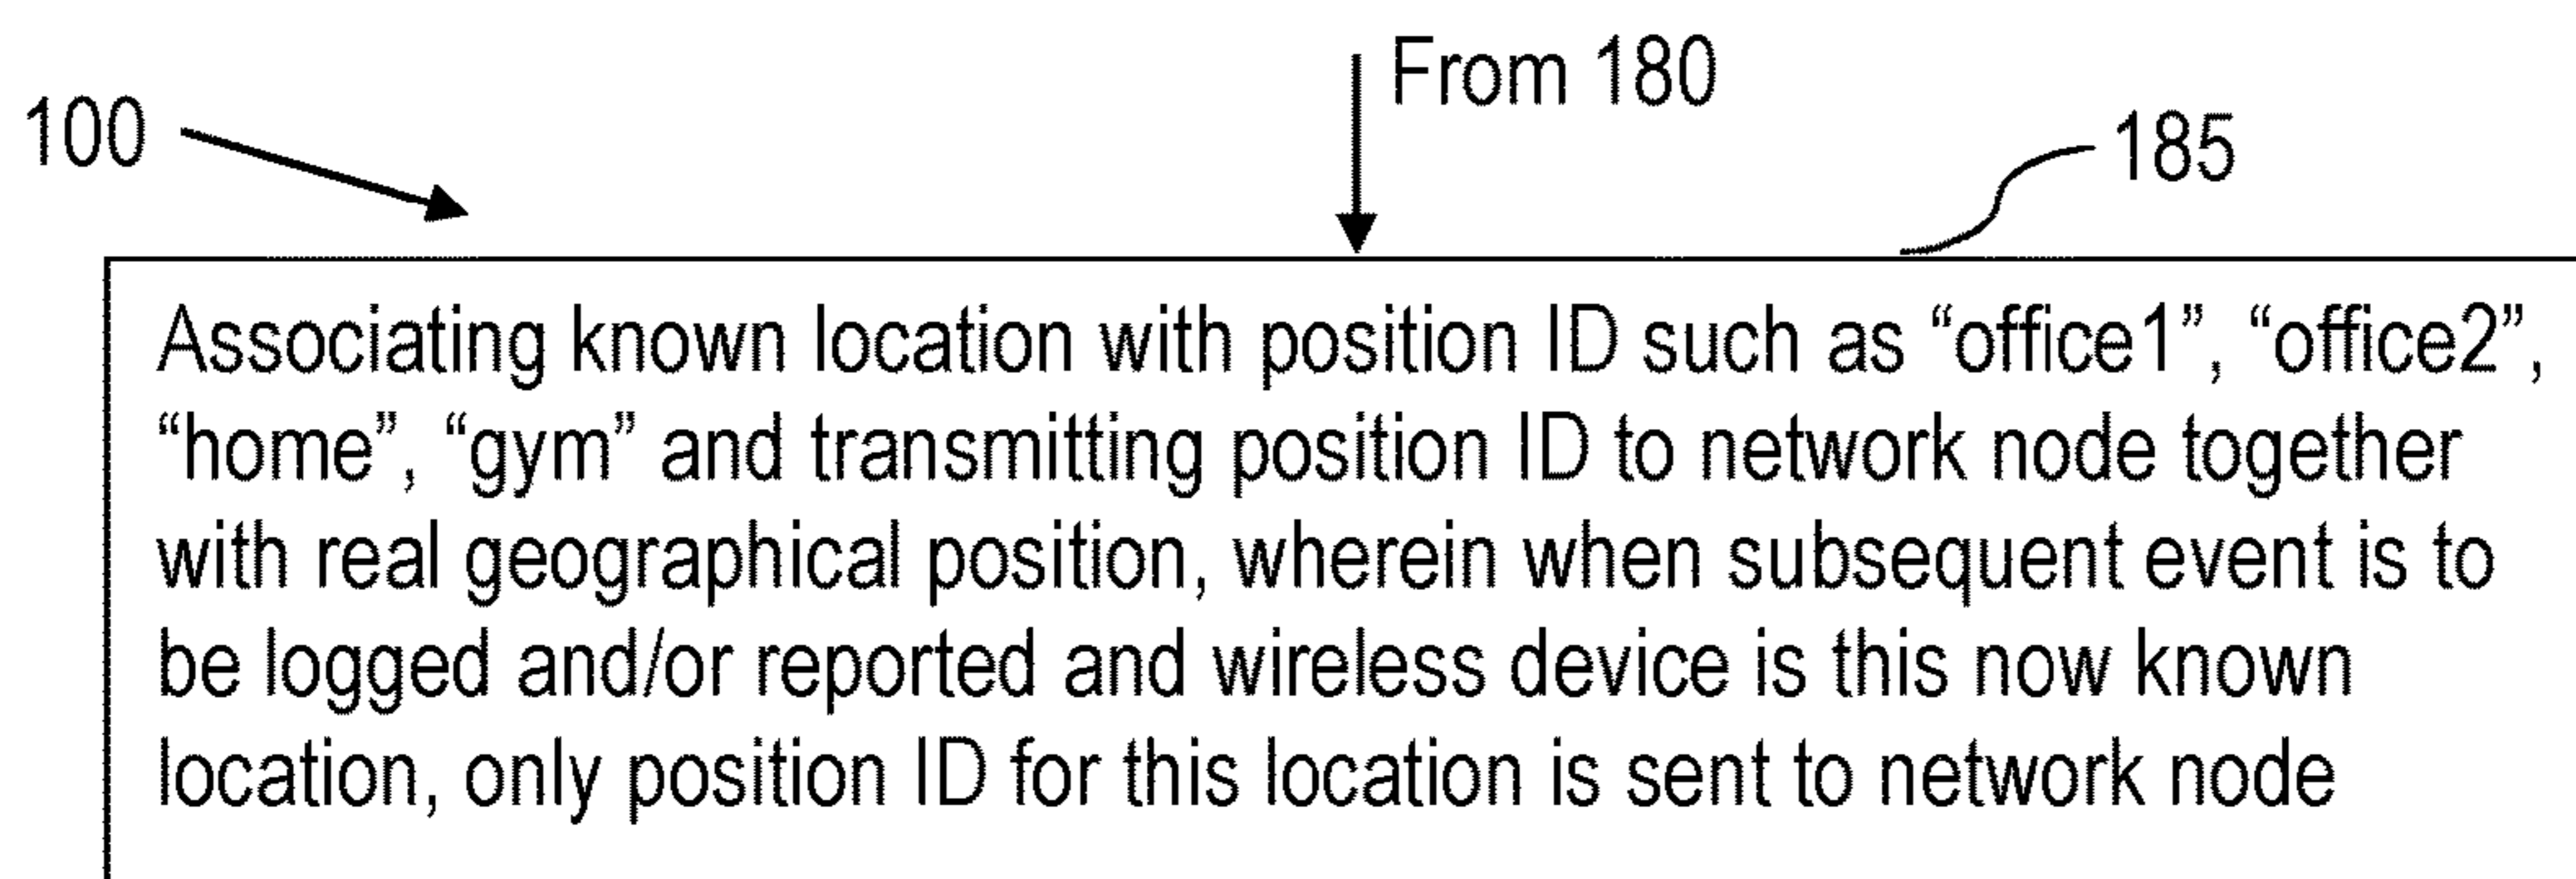 From 180
100
185
Associating known location with position ID such as “office1”, “office2”,
“home”, “gym” and transmitting position ID to network node together
with real geographical position, wherein when subsequent event is to
be logged and/or reported and wireless device is this now known
location, only position ID for this location is sent to network node